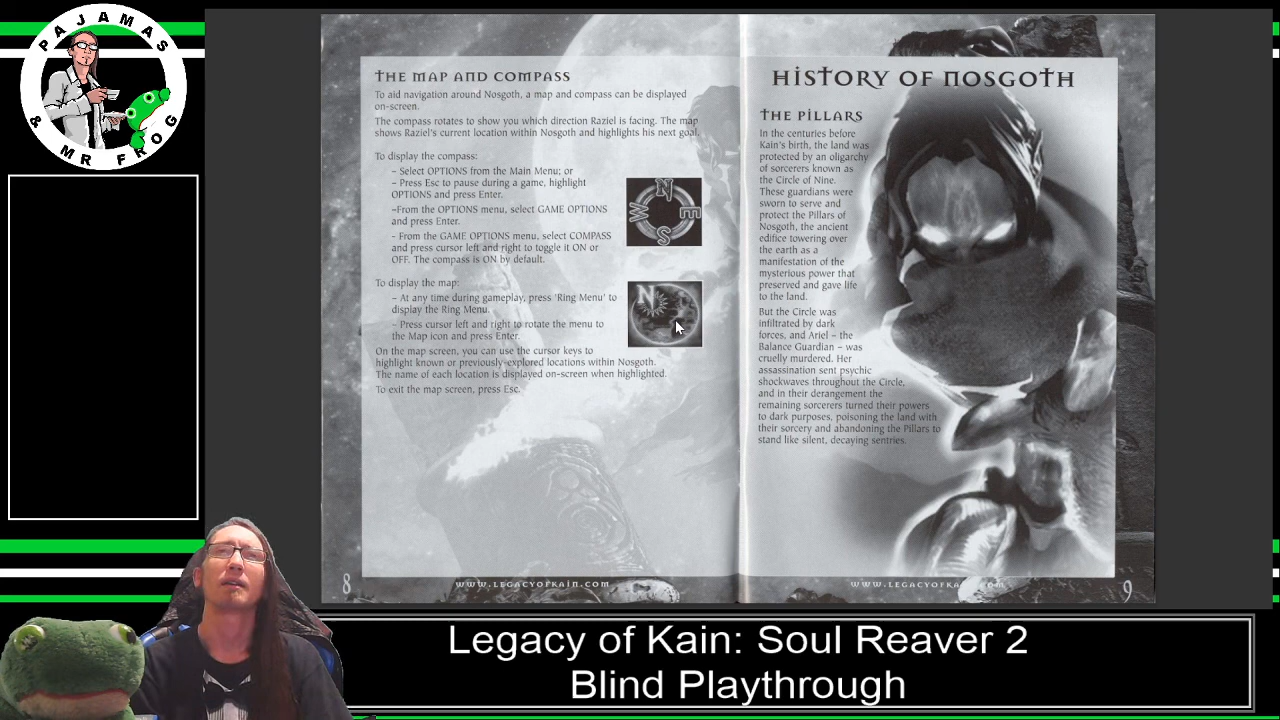 PAJAMAS
& MR FROG
THE MAP AND COMPASS
To aid navigation around Nosgoth, a map and compass can be displayed
on-screen.
The compass rotates to show you which direction Raziel is facing. The map
shows Raziel's current location within Nosgoth and highlights his next goal.
To display the compass:
– Select OPTIONS from the Main Menu; or
– Press Esc to pause during a game, highlight
OPTIONS and press Enter.
–From the OPTIONS menu, select GAME OPTIONS
and press Enter.
– From the GAME OPTIONS menu, select COMPASS
and press cursor left and right to toggle it ON or
OFF. The compass is ON by default.
N
W E
S
To display the map:
– At any time during gameplay, press 'Ring Menu' to
display the Ring Menu.
– Press cursor left and right to rotate the menu to
the Map icon and press Enter.
N
On the map screen, you can use the cursor keys to
highlight known or previously-explored locations within Nosgoth.
The name of each location is displayed on-screen when highlighted.
To exit the map screen, press Esc.
8
WWW.LEGACYOFKAIN.COM
HISTORY OF NOSGOTH
THE PILLARS
In the centuries before
Kain's birth, the land was
protected by an oligarchy
of sorcerers known as
the Circle of Nine.
These guardians were
sworn to serve and
protect the Pillars of
Nosgoth, the ancient
edifice towering over
the earth as a
manifestation of the
mysterious power that
preserved and gave life
to the land.
But the Circle was
infiltrated by dark
forces, and Ariel – the
Balance Guardian – was
cruelly murdered. Her
assassination sent psychic
shockwaves throughout the Circle,
and in their derangement the
remaining sorcerers turned their powers
to dark purposes, poisoning the land with
their sorcery and abandoning the Pillars to
stand like silent, decaying sentries.
WWW.LEGACYOFKAIN.COM
9
Legacy of Kain: Soul Reaver 2
Blind Playthrough